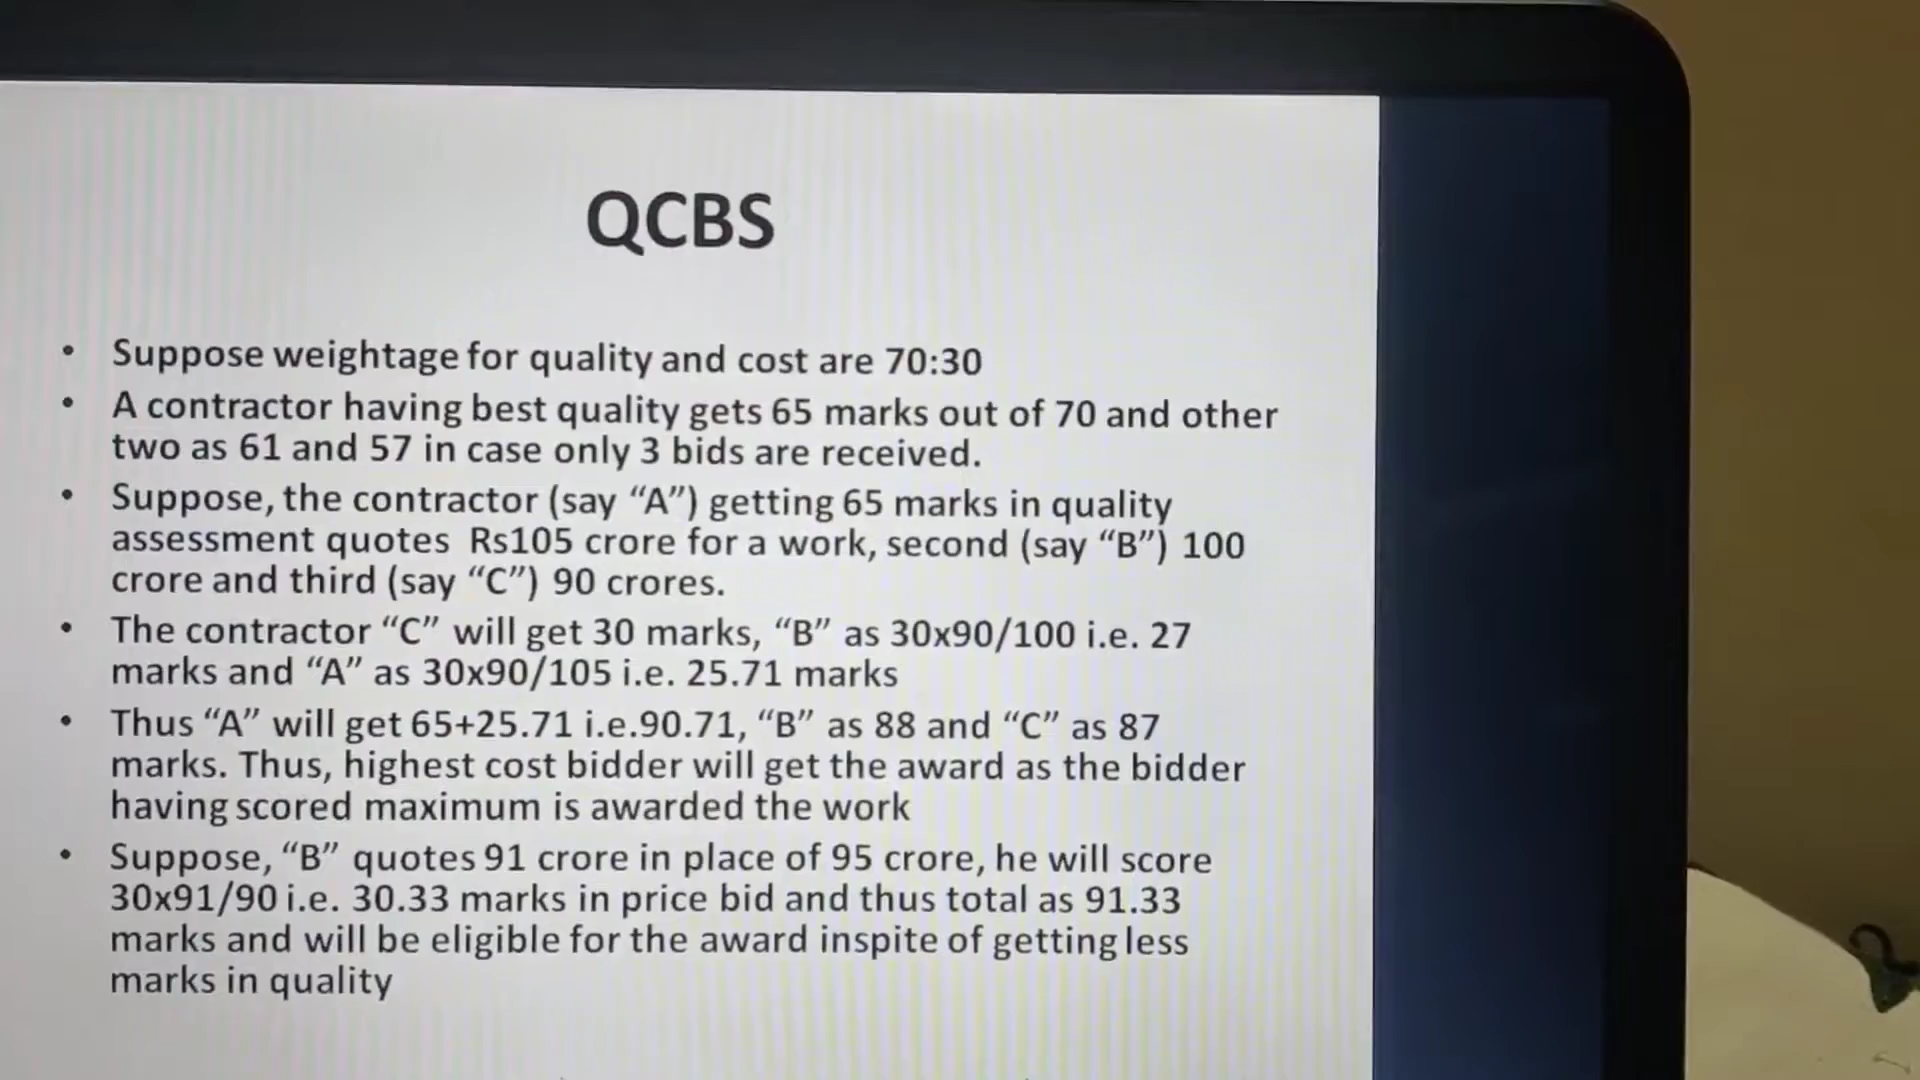 QCBS
• Suppose weightage for quality and cost are 70:30
• A contractor having best quality gets 65 marks out of 70 and other
two as 61 and 57 in case only 3 bids are received.
• Suppose, the contractor (say “A”) getting 65 marks in quality
assessment quotes Rs105 crore for a work, second (say “B”) 100
crore and third (say “C”) 90 crores.
• The contractor “C” will get 30 marks, “B” as 30x90/100 i.e. 27
marks and “A” as 30x90/105 i.e. 25.71 marks
• Thus “A” will get 65+25.71 i.e.90.71, “B” as 88 and “C” as 87
marks. Thus, highest cost bidder will get the award as the bidder
having scored maximum is awarded the work
• Suppose, “B” quotes 91 crore in place of 95 crore, he will score
30x91/90 i.e. 30.33 marks in price bid and thus total as 91.33
marks and will be eligible for the award inspite of getting less
marks in quality